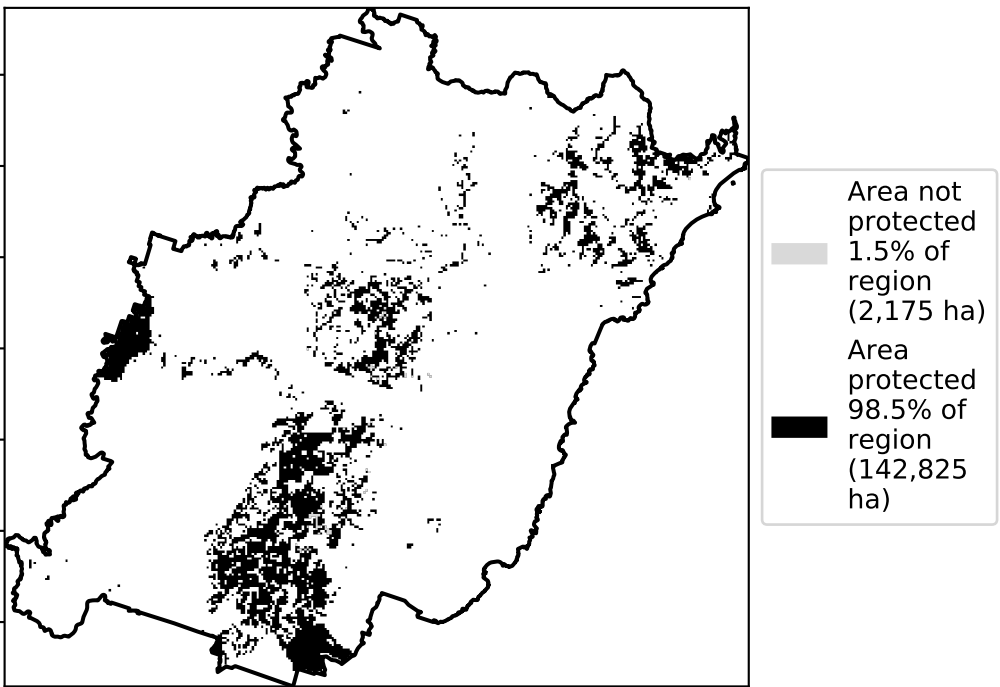 Area not
protected
1.5% of
region
(2,175 ha)
Area
protected
98.5% of
region
(142,825
ha)